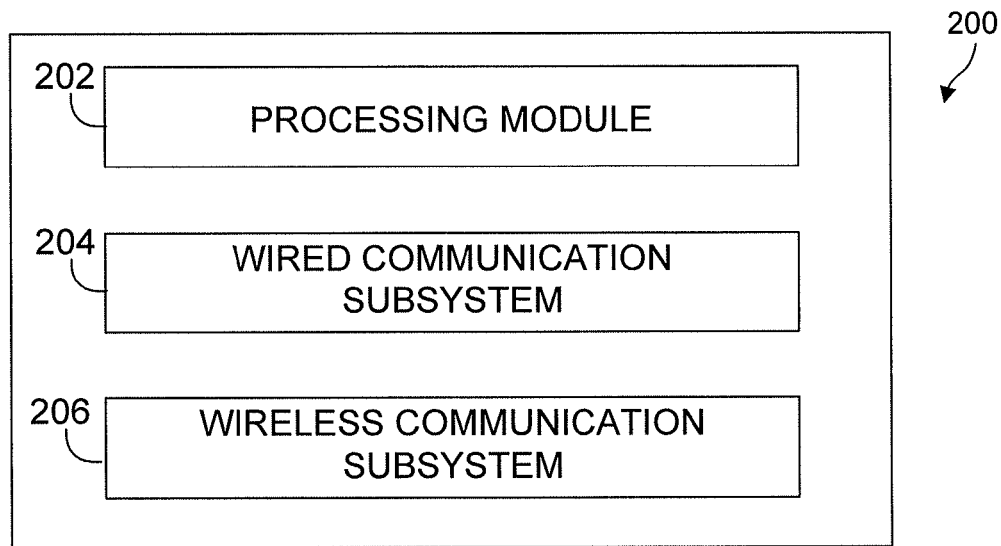 200
202
PROCESSING MODULE
204
WIRED COMMUNICATION
SUBSYSTEM
206
WIRELESS COMMUNICATION
SUBSYSTEM